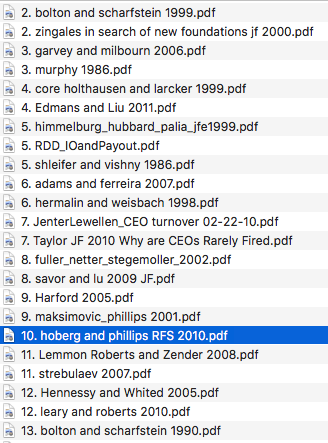 2. bolton and scharfstein 1999.pdf
2. zingales in search of new foundations jf 2000.pdf
3. garvey and milbourn 2006.pdf
3. murphy 1986.pdf
4. core holthausen and larcker 1999.pdf
4. Edmans and Liu 2011.pdf
5. himmelburg_hubbard_palia_jfe1999.pdf
5. RDD_IOandPayout.pdf
5. shleifer and vishny 1986.pdf
6. adams and ferreira 2007.pdf
6. hermalin and weisbach 1998.pdf
7. JenterLewellen_CEO turnover 02-22-10.pdf
7. Taylor JF 2010 Why are CEOs Rarely Fired.pdf
8. fuller_netter_stegemoller_2002.pdf
8. savor and lu 2009 JF.pdf
9. Harford 2005.pdf
9. maksimovic_phillips 2001.pdf
10. hoberg and phillips RFS 2010.pdf
11. Lemmon Roberts and Zender 2008.pdf
11. strebulaev 2007.pdf
12. Hennessy and Whited 2005.pdf
12. leary and roberts 2010.pdf
13. bolton and scharfstein 1990.pdf